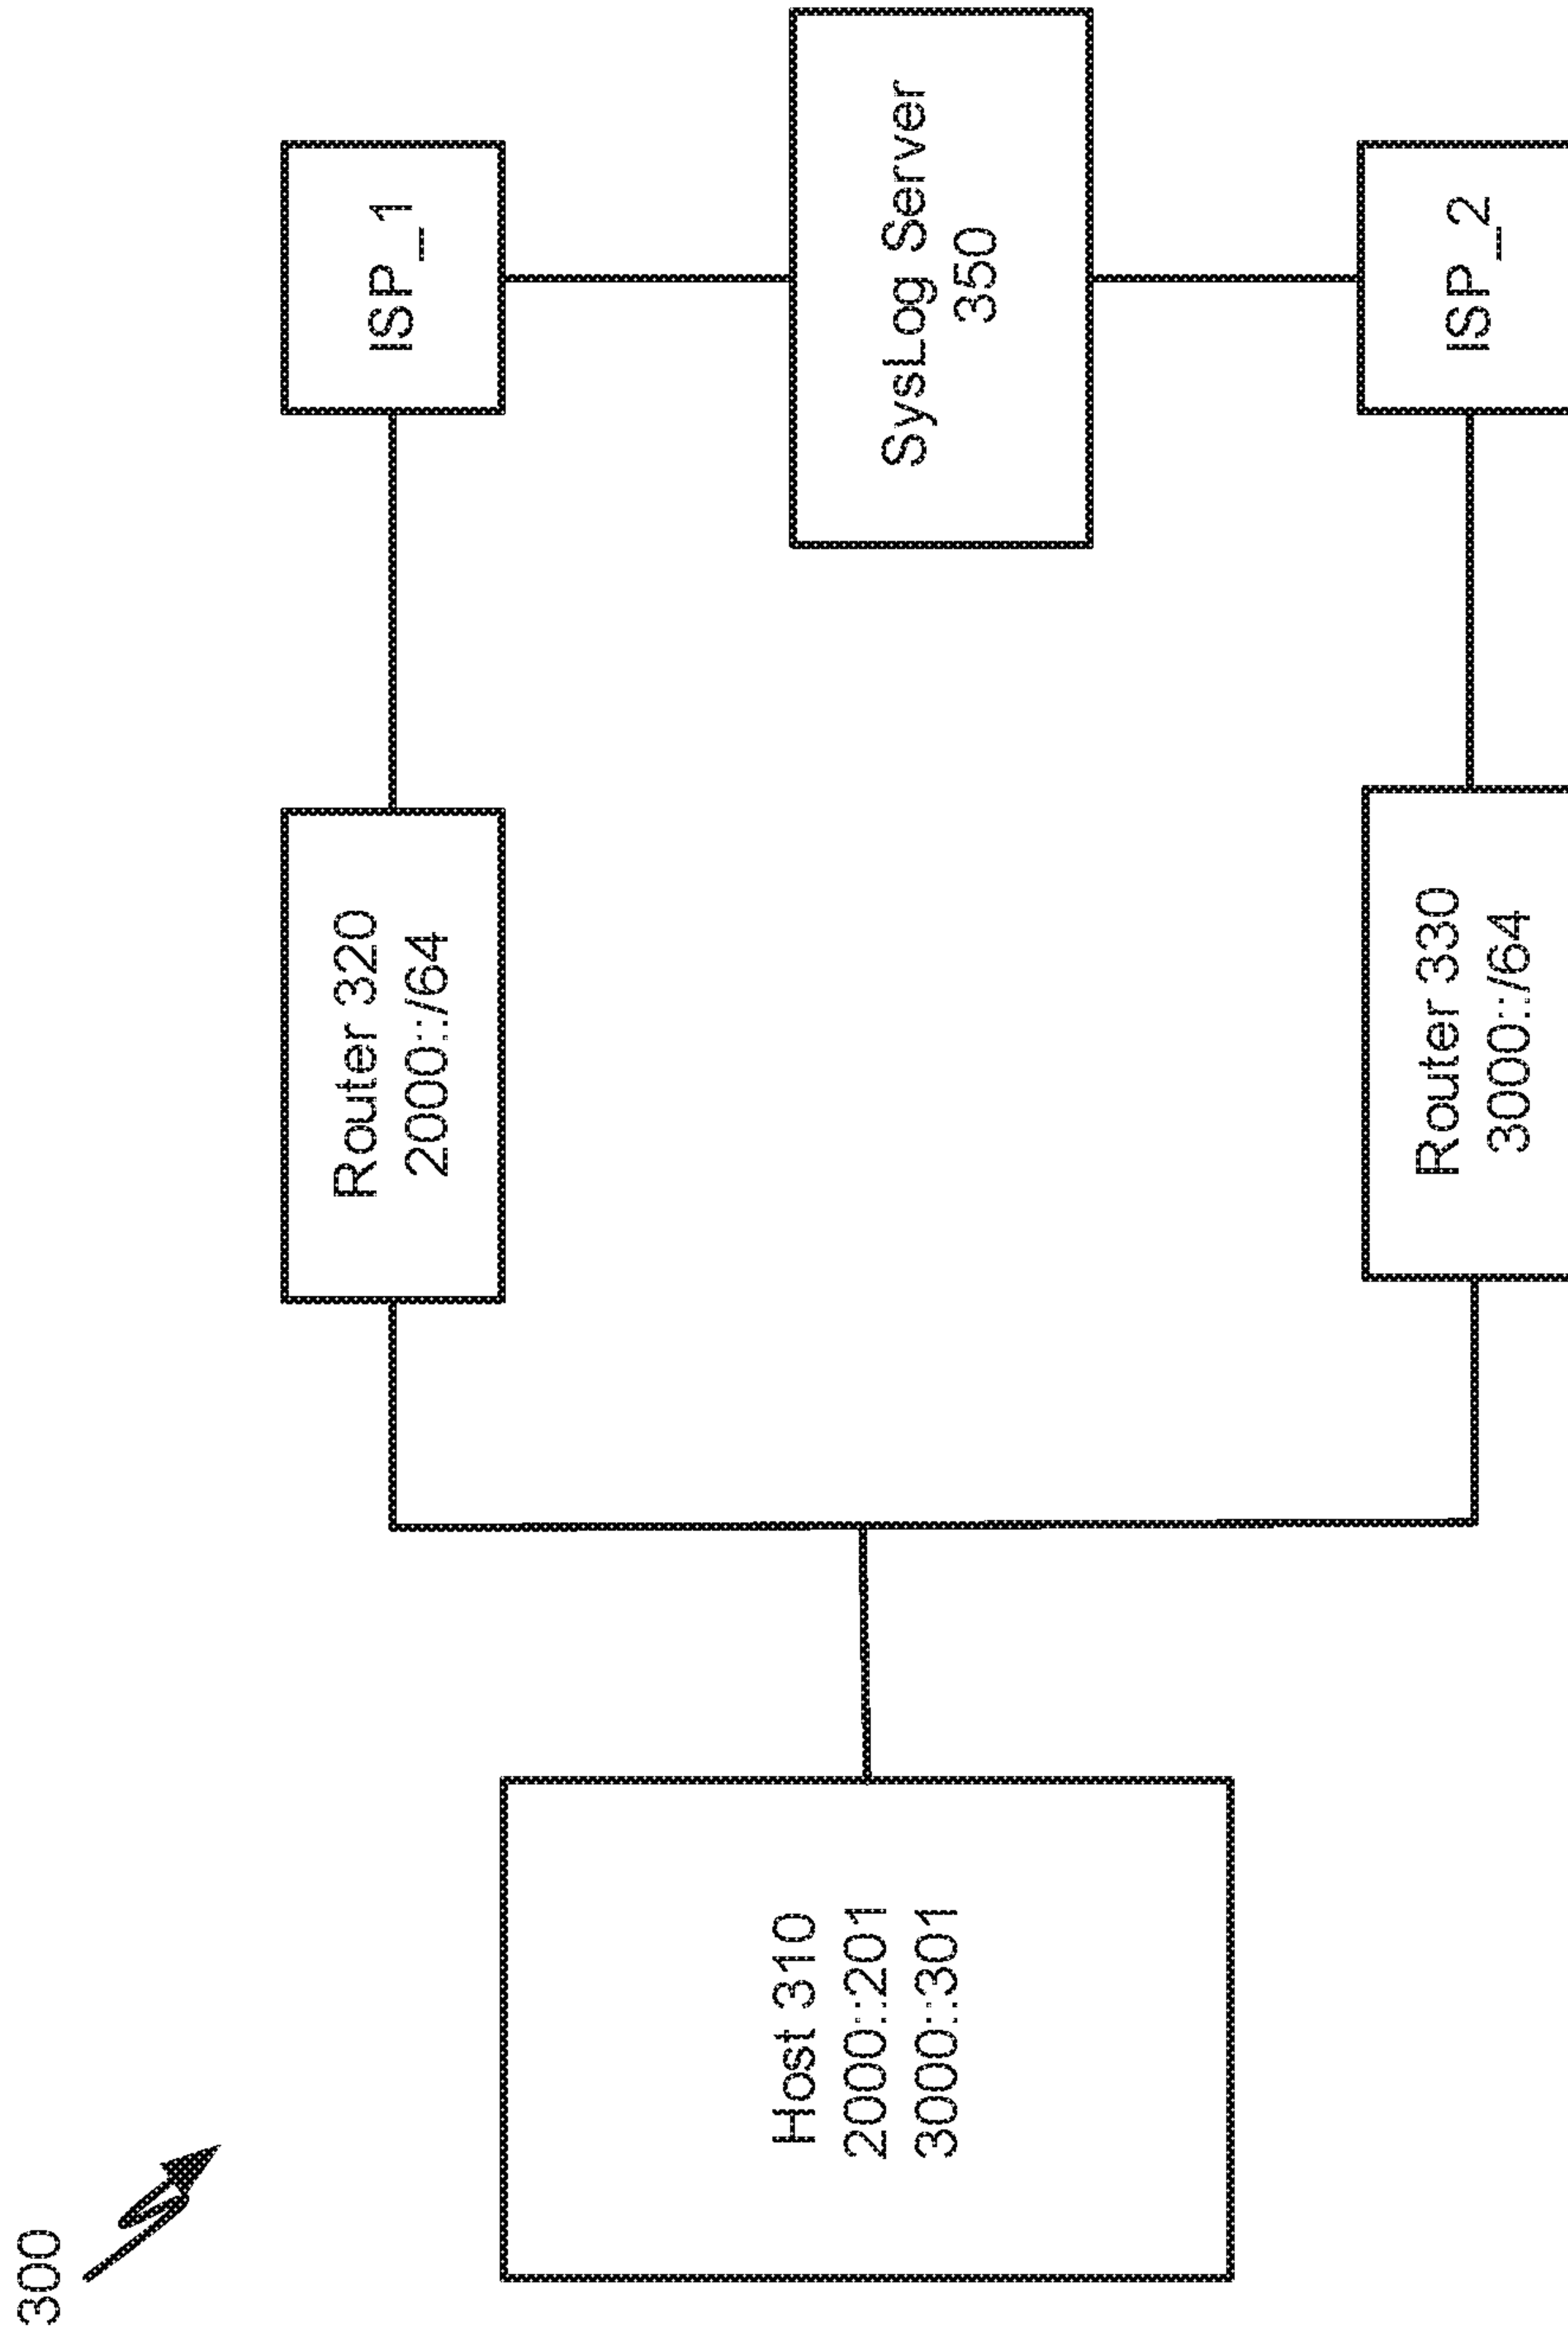 300
Host 310
2000::201
3000::301
Router 320
2000::/64
ISP_1
SysLog Server
350
Router 330
3000::/64
ISP_2